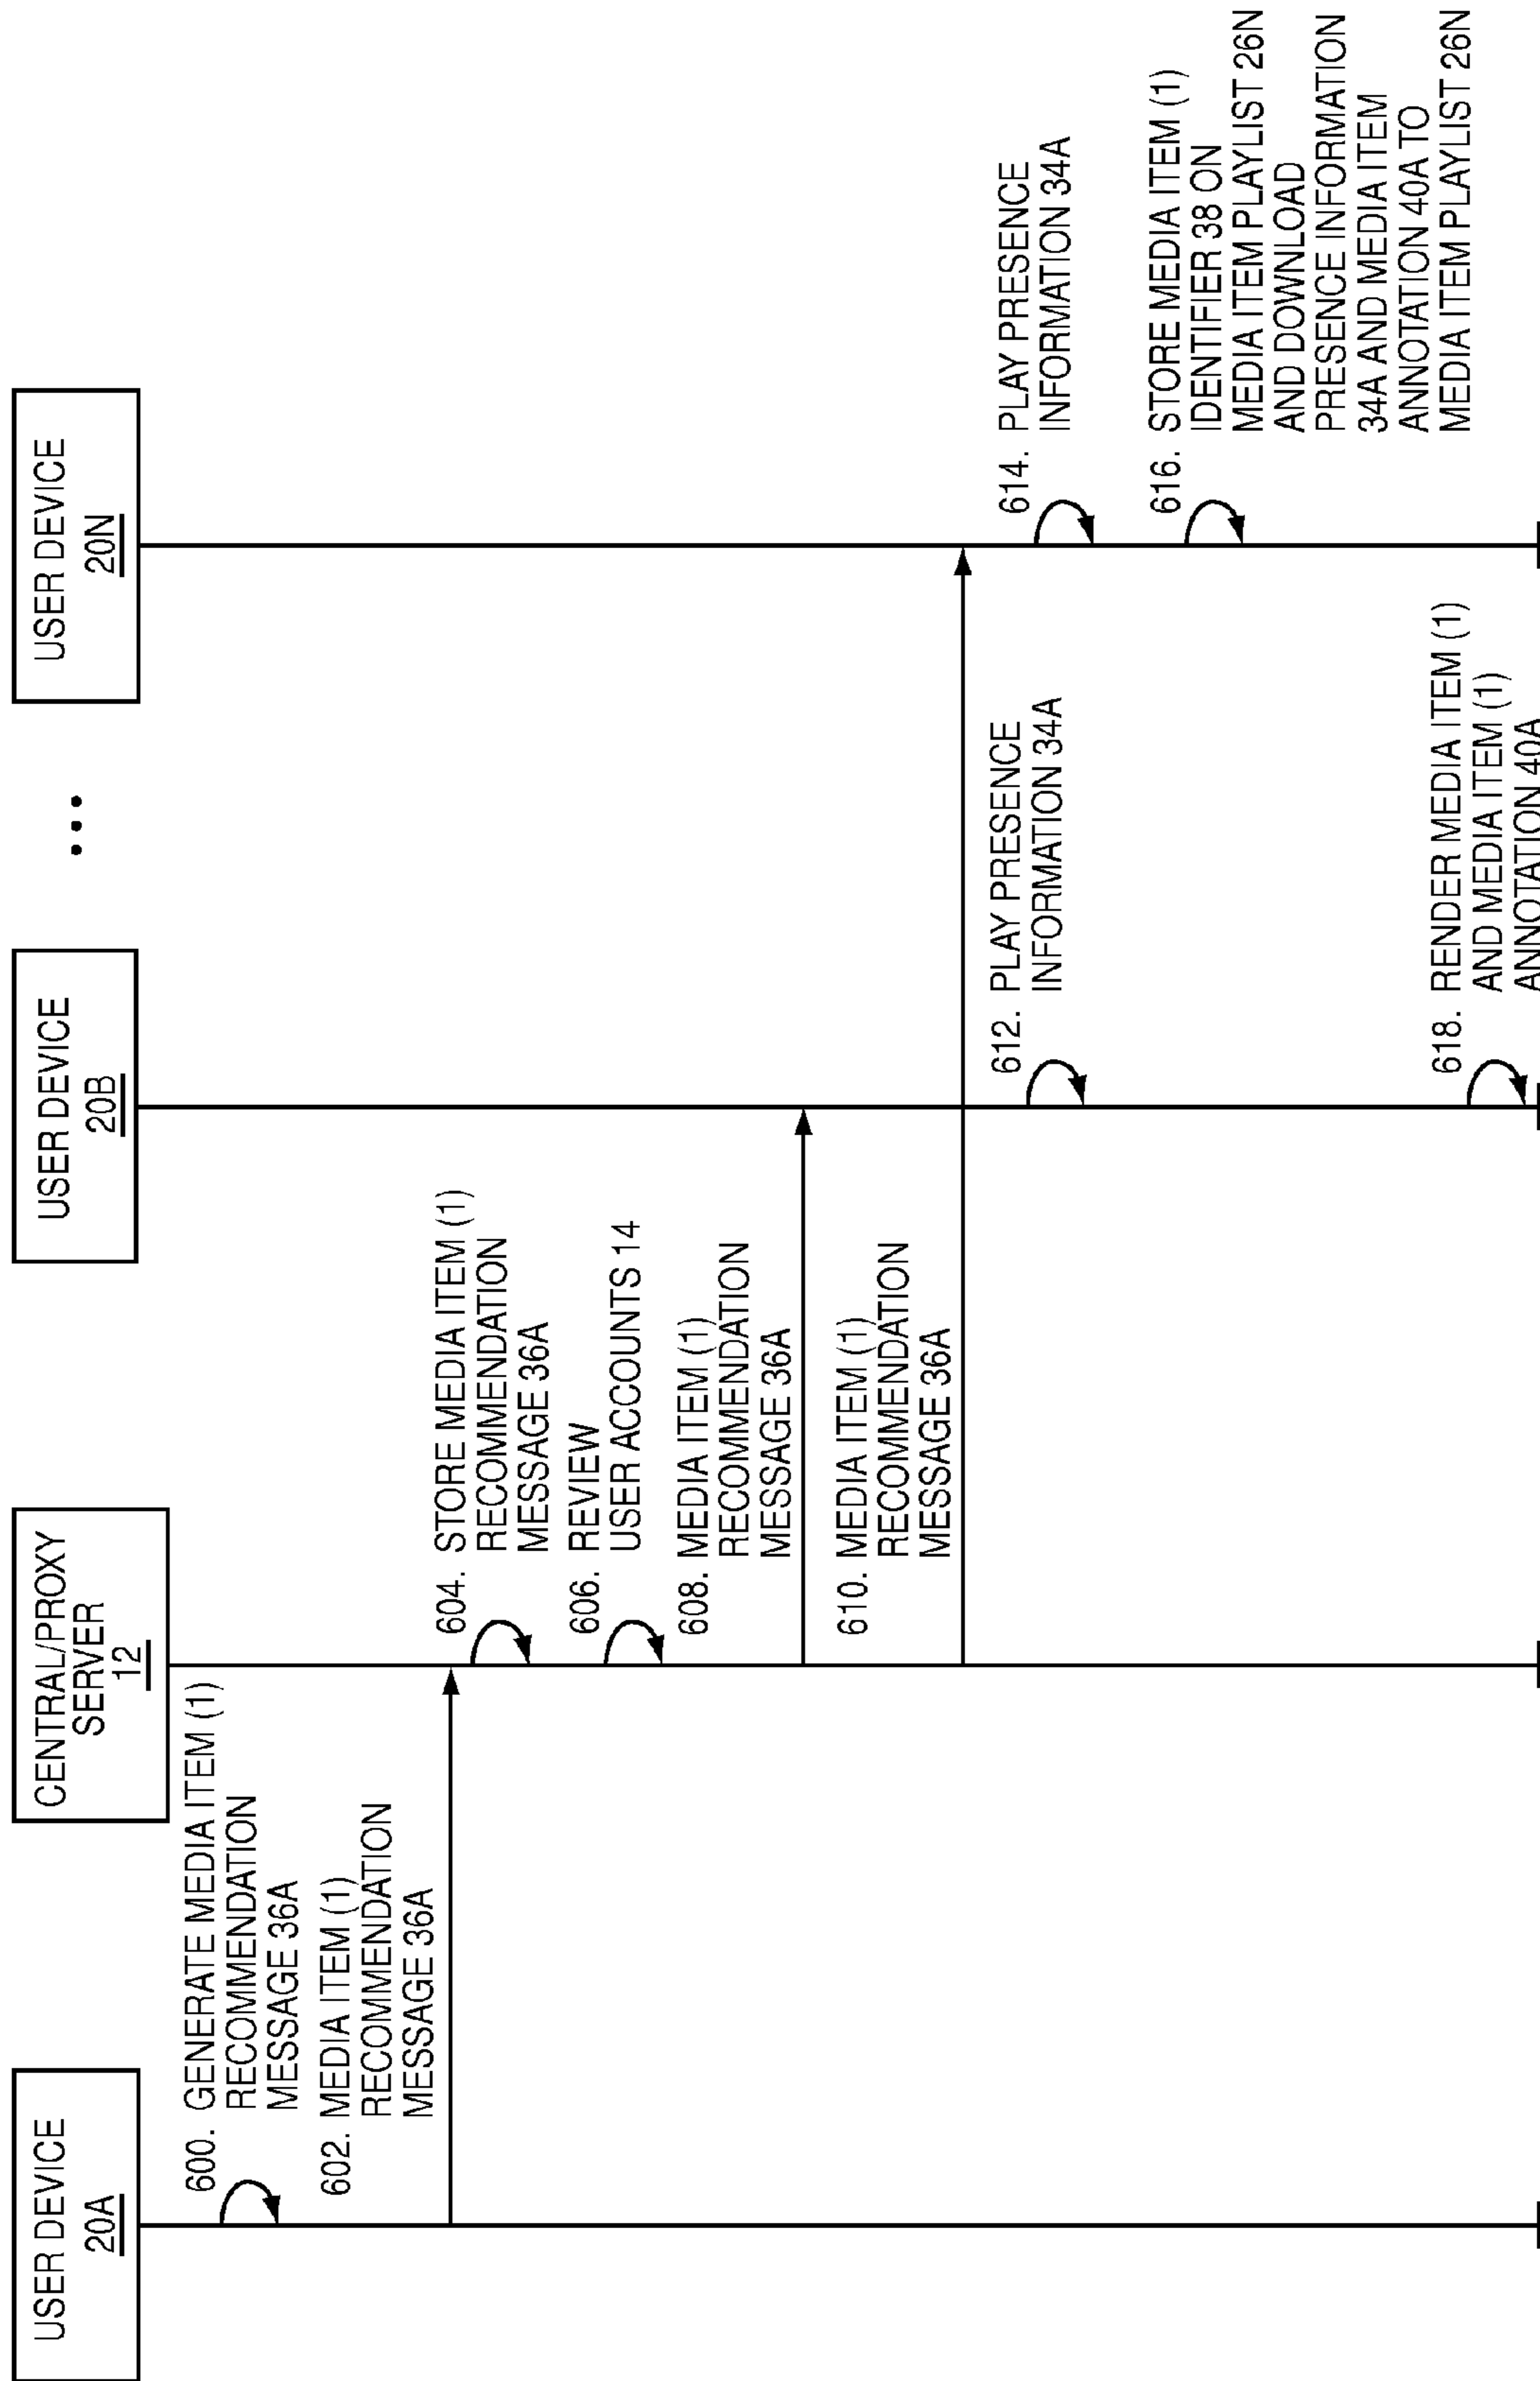 USER DEVICE
20A
CENTRAL/PROXY
SERVER
12
USER DEVICE
20B
...
USER DEVICE
20N
600. GENERATE MEDIA ITEM (1)
RECOMMENDATION
MESSAGE 36A
602. MEDIA ITEM (1)
RECOMMENDATION
MESSAGE 36A
604. STORE MEDIA ITEM (1)
RECOMMENDATION
MESSAGE 36A
606. REVIEW
USER ACCOUNTS 14
608. MEDIA ITEM (1)
RECOMMENDATION
MESSAGE 36A
610. MEDIA ITEM (1)
RECOMMENDATION
MESSAGE 36A
612. PLAY PRESENCE
INFORMATION 34A
614. PLAY PRESENCE
INFORMATION 34A
616. STORE MEDIA ITEM (1)
IDENTIFIER 38 ON
MEDIA ITEM PLAYLIST 26N
AND DOWNLOAD
PRESENCE INFORMATION
34A AND MEDIA ITEM
ANNOTATION 40A TO
MEDIA ITEM PLAYLIST 26N
618. RENDER MEDIA ITEM (1)
AND MEDIA ITEM (1)
ANNOTATION 40A